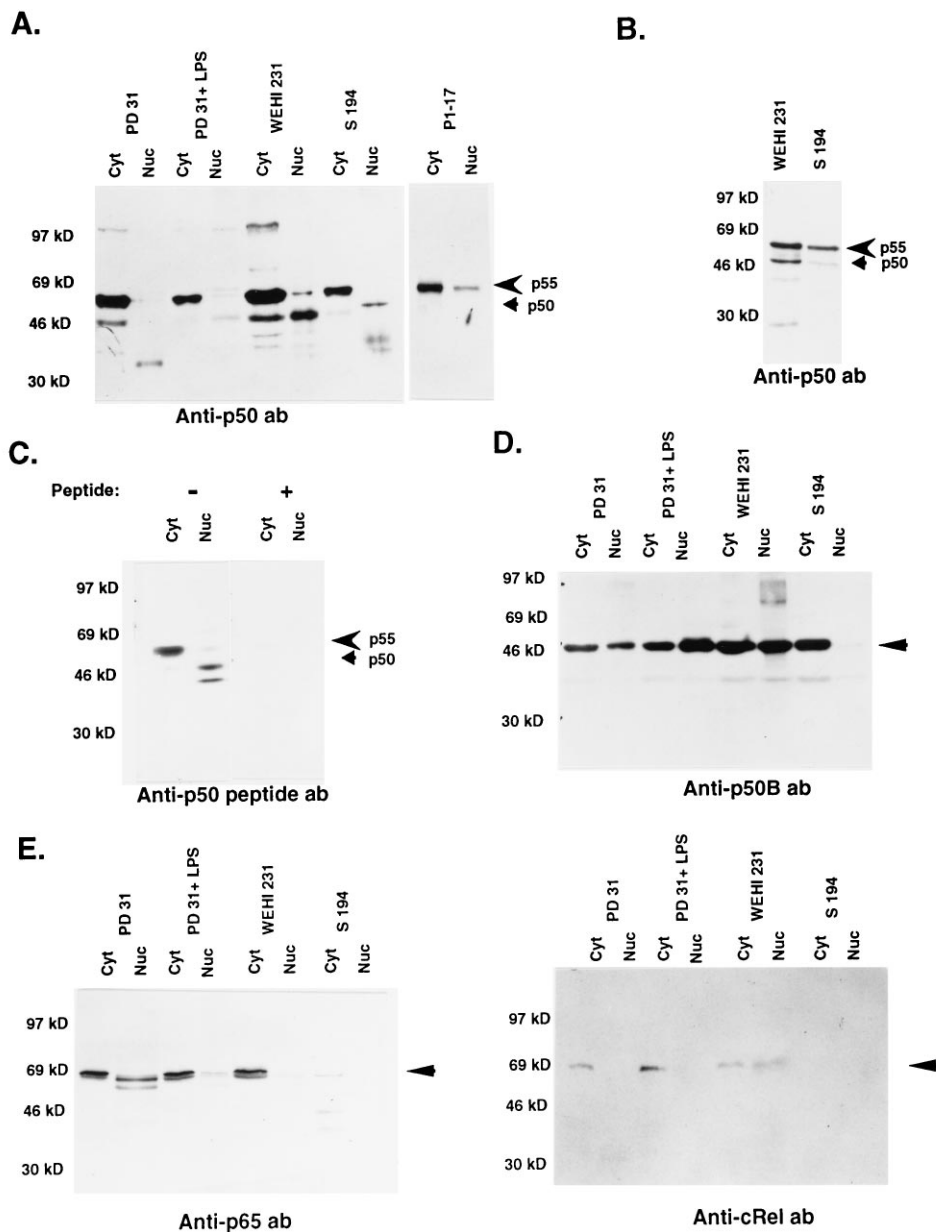 A.
PD 31
PD 31+ LPS
WEHI 231
S 194
P1-17
Cyt Nuc Cyt Nuc Cyt Nuc Cyt Nuc Cyt Nuc
97 kD
69 kD
46 kD
30 kD
p55
p50
Anti-p50 ab
B.
WEHI 231
S 194
97 kD
69 kD
46 kD
30 kD
p55
p50
Anti-p50 ab
C.
Peptide: - +
Cyt Nuc Cyt Nuc
97 kD
69 kD
46 kD
30 kD
p55
p50
Anti-p50 peptide ab
D.
PD 31
PD 31+ LPS
WEHI 231
S 194
Cyt Nuc Cyt Nuc Cyt Nuc Cyt Nuc
97 kD
69 kD
46 kD
30 kD
Anti-p50B ab
E.
PD 31
PD 31+ LPS
WEHI 231
S 194
Cyt Nuc Cyt Nuc Cyt Nuc Cyt Nuc
97 kD
69 kD
46 kD
30 kD
Anti-p65 ab
PD 31
PD 31+ LPS
WEHI 231
S 194
Cyt Nuc Cyt Nuc Cyt Nuc Cyt Nuc
97 kD
69 kD
46 kD
30 kD
Anti-cRel ab